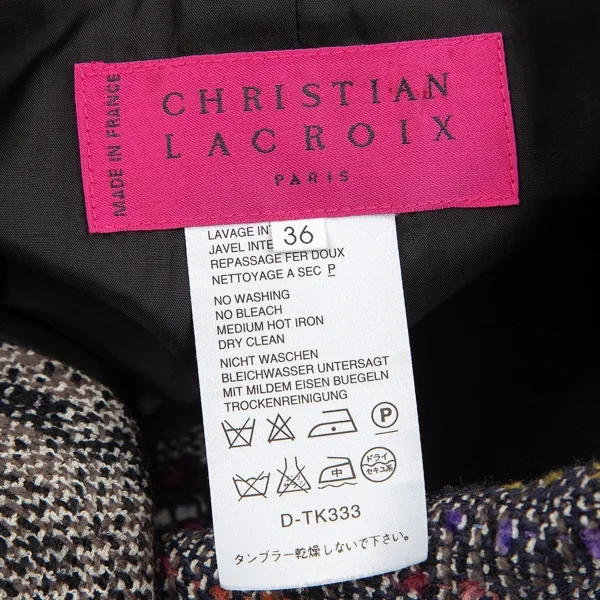 MADE IN FRANCE
CHRISTIAN
LACROIX
PARIS
36
LAVAGE
JAVEL
REPASSAGE FER DOUX
NETTOYAGE A SEC P
NO WASHING
NO BLEACH
MEDIUM HOT IRON
DRY CLEAN
NICHT WASCHEN
BLEICHWASSER UNTERSAGT
MIT MILDEM EISEN BUEGELN
TROCKENREINIGUNG
P
中
ドライ
セキユ系
D-TK333
タンブラー乾燥しないで下さい。